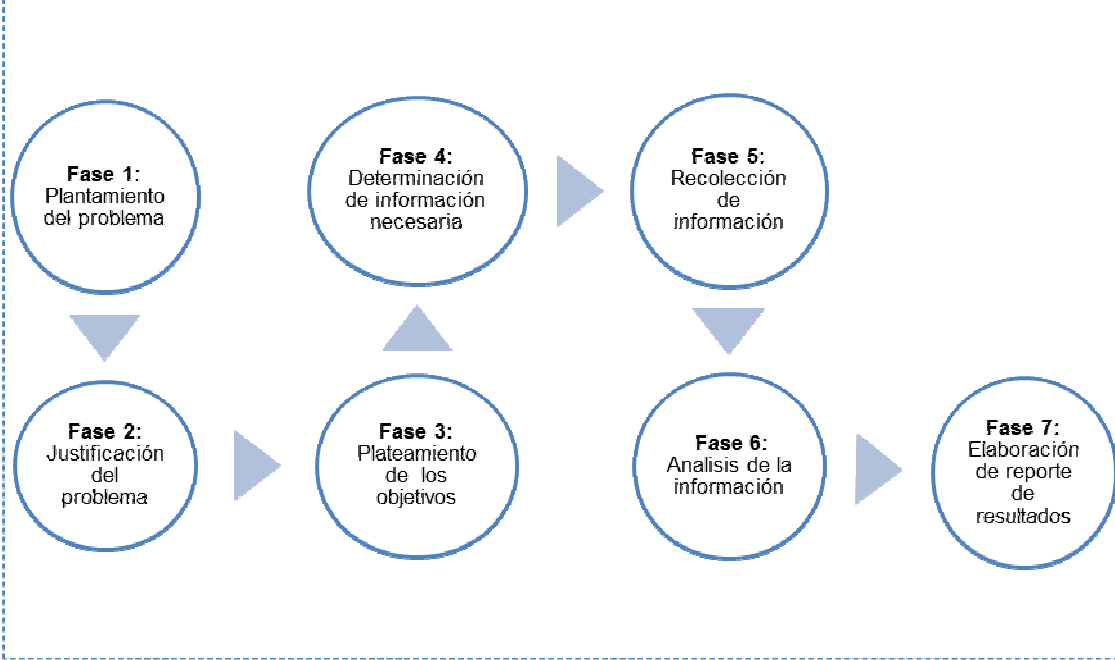 Fase 1:
Plantamiento
del problema
Fase 2:
Justificación
del
problema
Fase 3:
Plateamiento
de los
objetivos
Fase 4:
Determinación
de información
necesaria
Fase 5:
Recolección
de
información
Fase 6:
Analisis de la
información
Fase 7:
Elaboración
de reporte
de
resultados